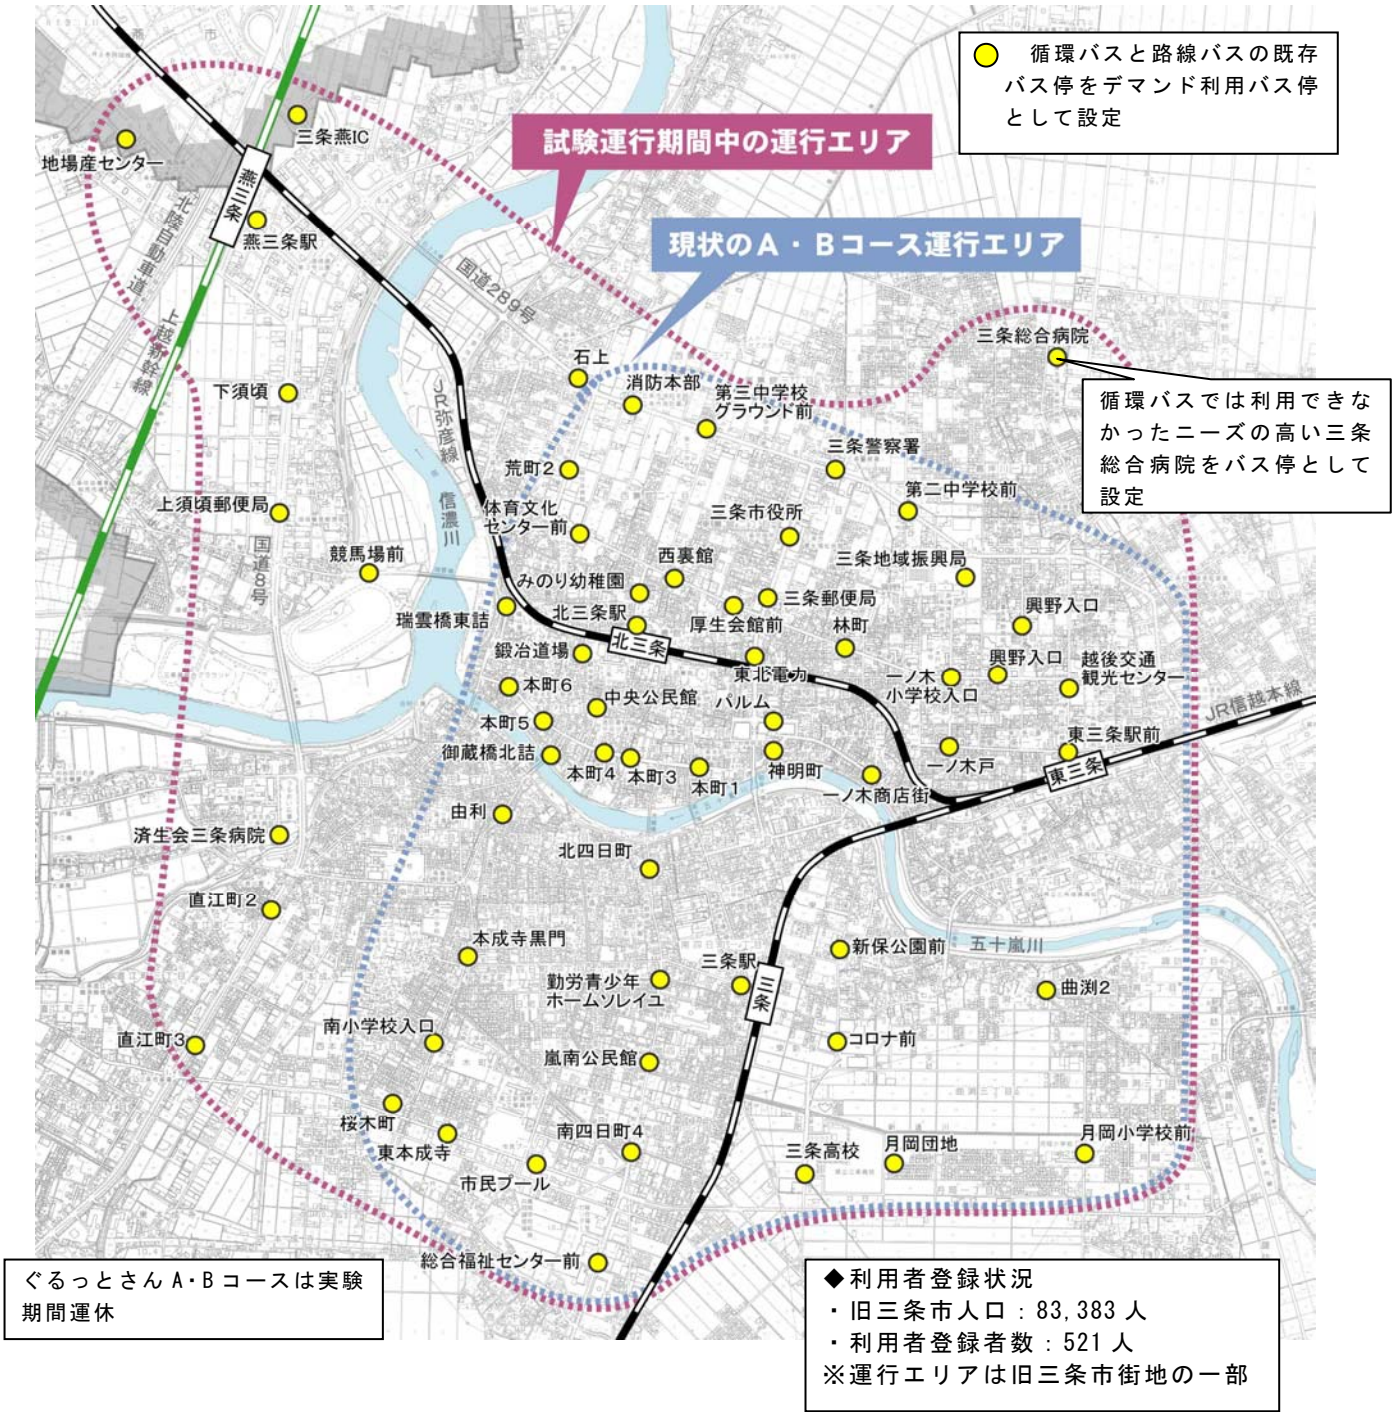 循環バスと路線バスの既存
バス停をデマンド利用バス停
として設定
試験運行期間中の運行エリア
現状のA・Bコース運行エリア
三条燕IC
地場産センター
燕三条
燕三条駅
北陸自動車道
上越新幹線
国道289号
三条総合病院
循環バスでは利用できな
かったニーズの高い三条
総合病院をバス停として
設定
石上
消防本部
第三中学校
グラウンド前
下須頃
JR弥彦線
信濃川
荒町2
三条警察署
第二中学校前
上須頃郵便局
国道8号
体育文化
センター前
三条市役所
競馬場前
西裏館
三条地域振興局
みのり幼稚園
三条郵便局
瑞雲橋東詰
北三条駅
北三条
厚生会館前
林町
興野入口
鍛冶道場
東北電力
興野入口
越後交通
観光センター
一ノ木
小学校入口
本町6
中央公民館
パルム
JR信越本線
本町5
東三条駅前
御蔵橋北詰
本町4
本町3
本町1
神明町
一ノ木戸
東三条
一ノ木商店街
由利
済生会三条病院
北四日町
直江町2
本成寺黒門
新保公園前
五十嵐川
勤労青少年
ホームソレイユ
三条駅
三条
曲渕2
直江町3
南小学校入口
コロナ前
嵐南公民館
桜木町
東本成寺
南四日町4
市民プール
三条高校
月岡団地
月岡小学校前
総合福祉センター前
ぐるっとさんA・Bコースは実験
期間運休
◆利用者登録状況
・旧三条市人口：83,383人
・利用者登録者数：521人
※運行エリアは旧三条市街地の一部